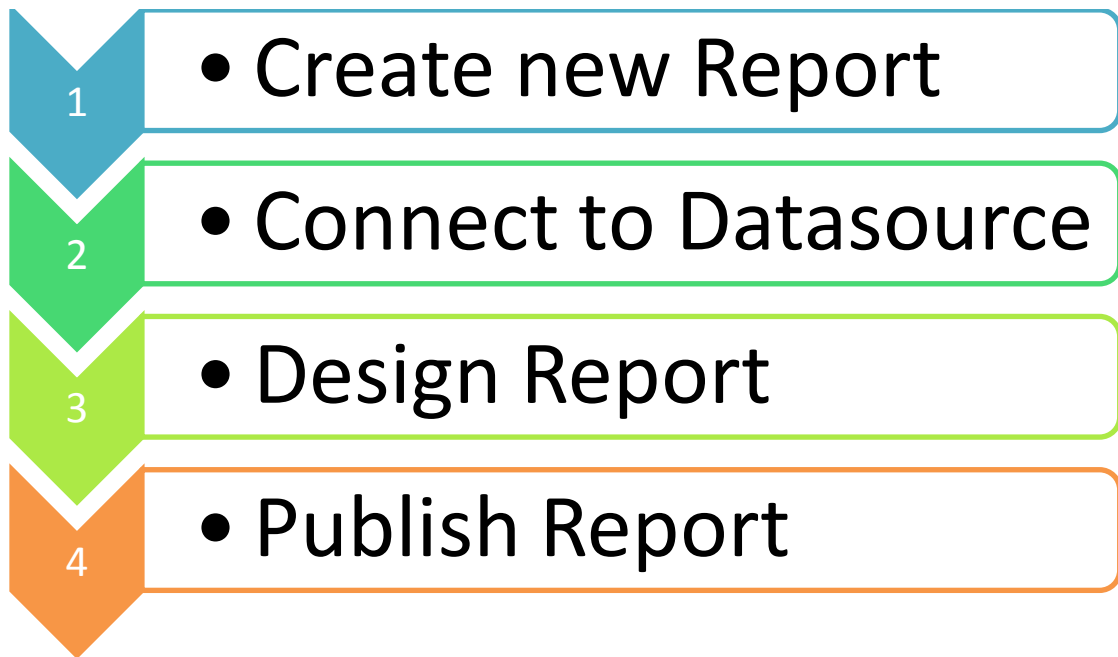 1
• Create new Report
2
• Connect to Datasource
3
• Design Report
4
• Publish Report